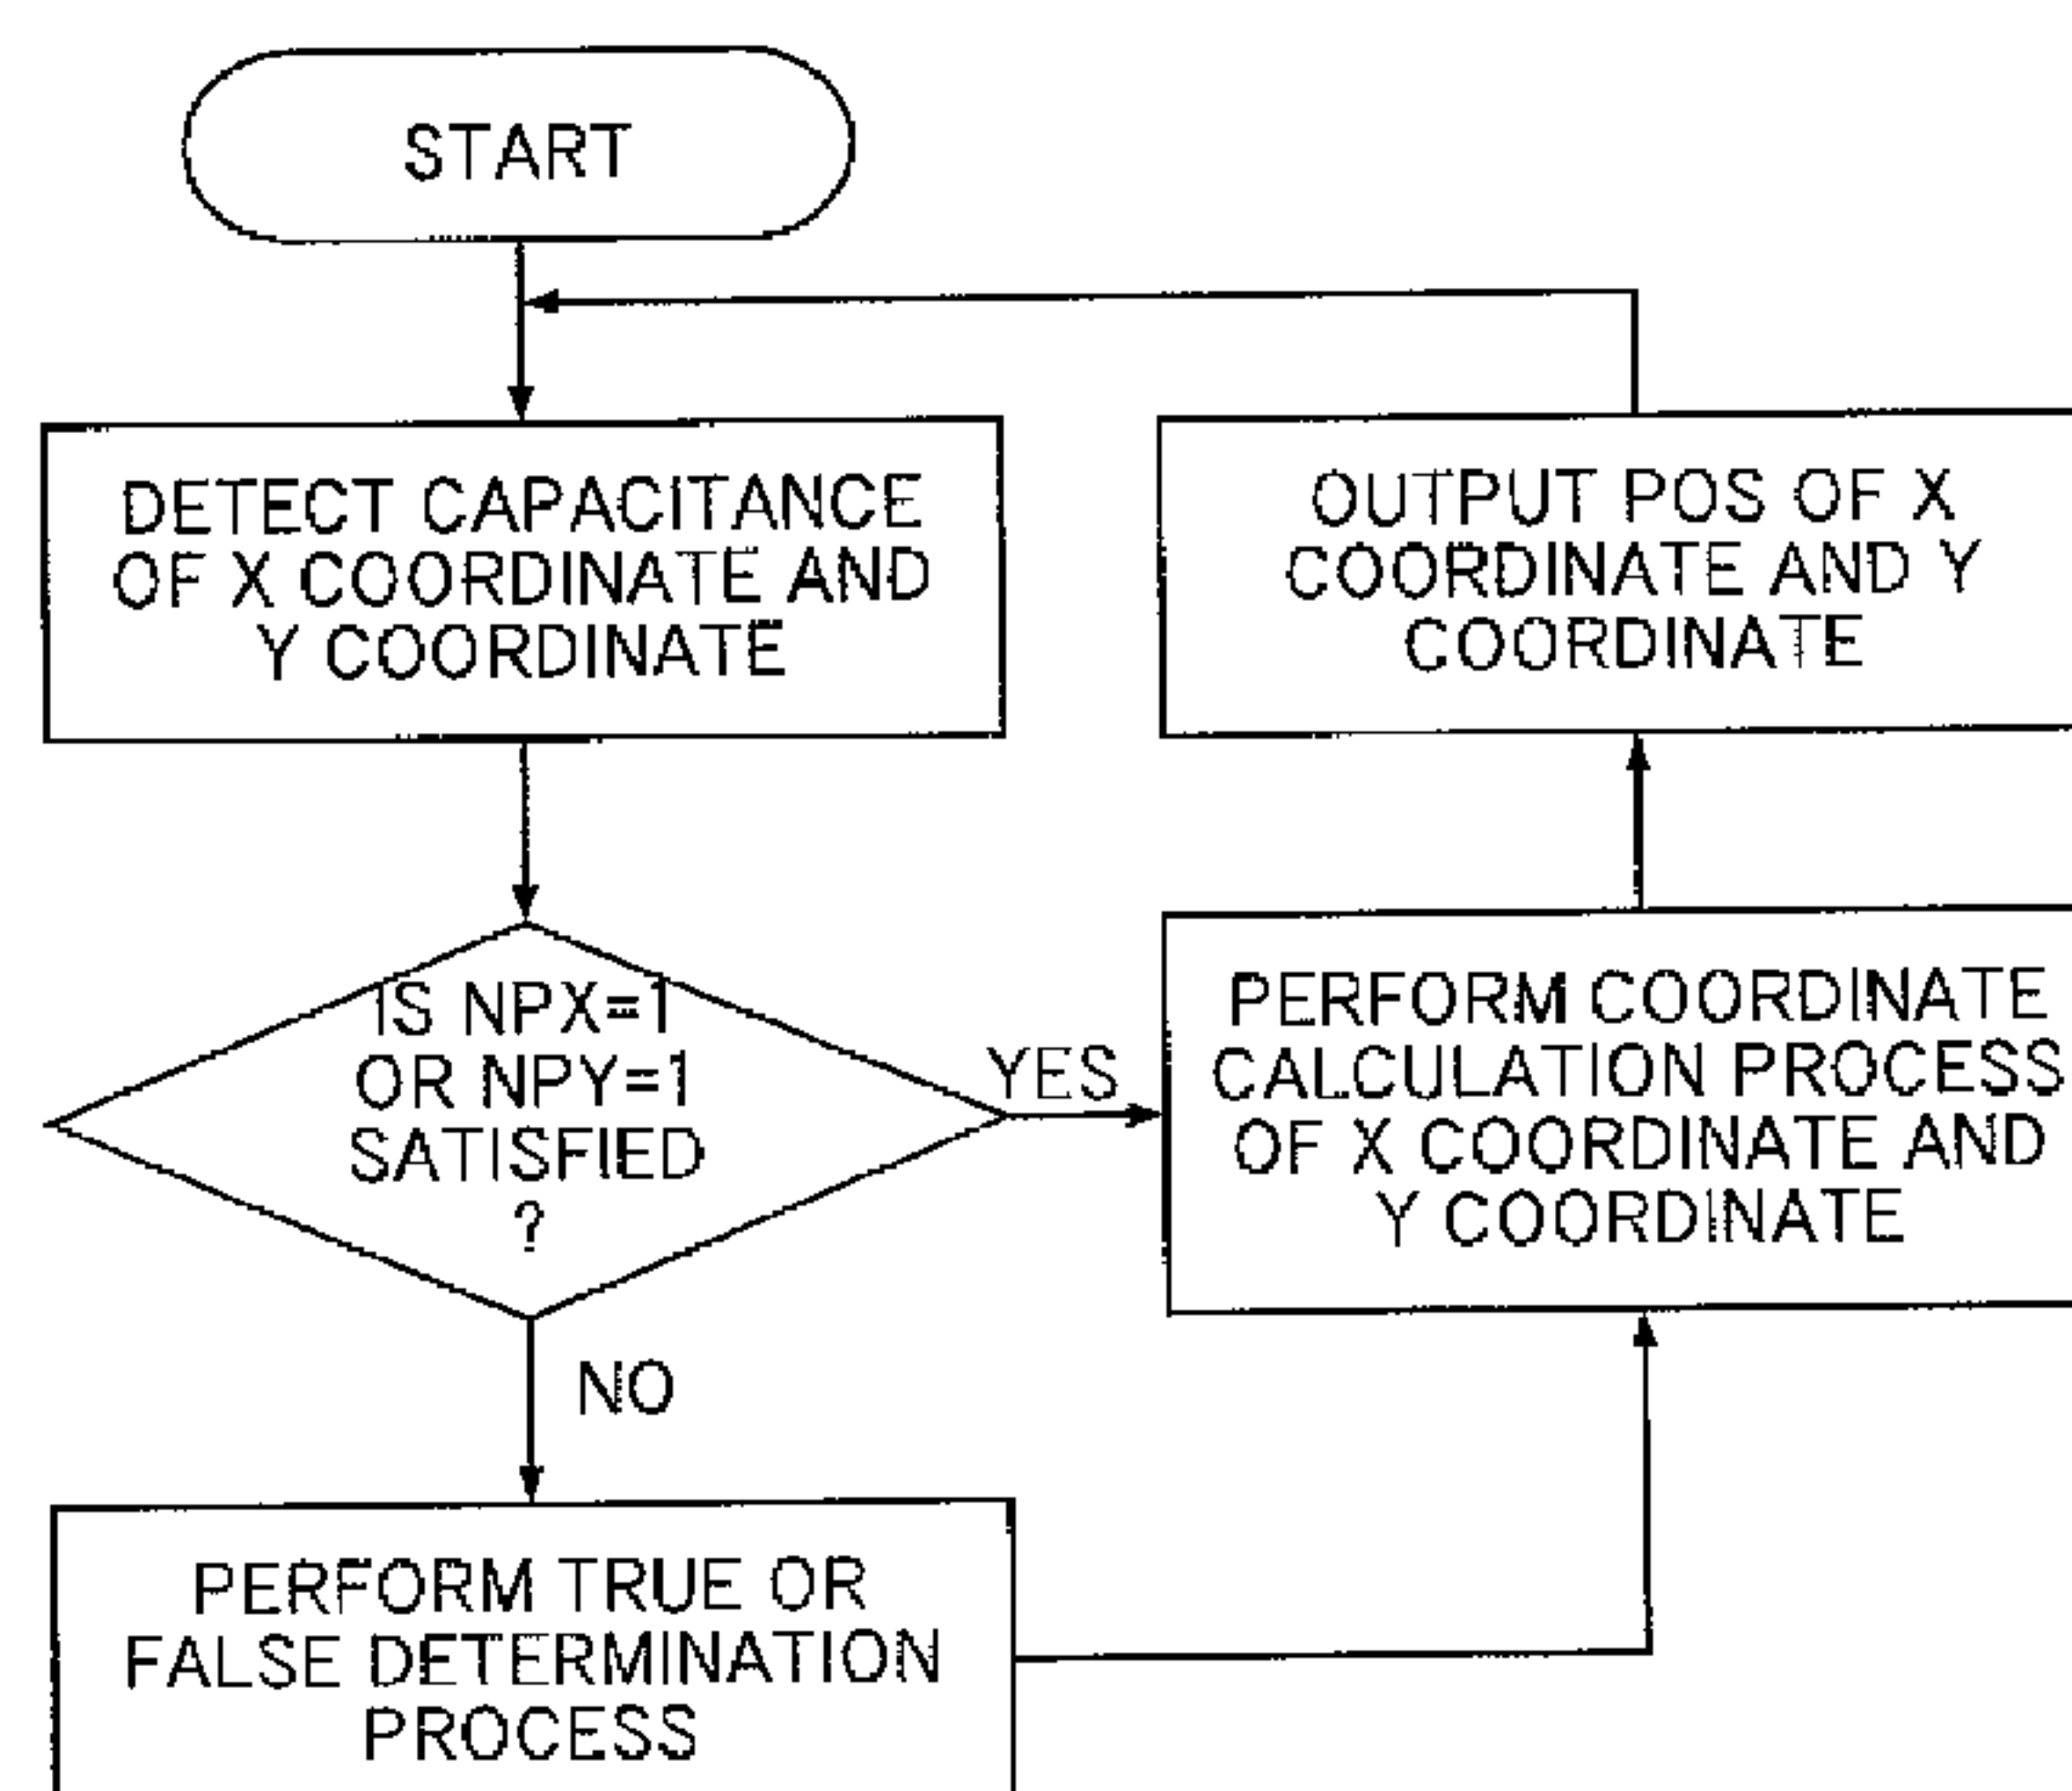 START
DETECT CAPACITANCE
OF X COORDINATE AND
Y COORDINATE
OUTPUT POS OF X
COORDINATE AND Y
COORDINATE
IS NPX=1
OR NPY=1
SATISFIED
?
YES
PERFORM COORDINATE
CALCULATION PROCESS
OF X COORDINATE AND
Y COORDINATE
NO
PERFORM TRUE OR
FALSE DETERMINATION
PROCESS